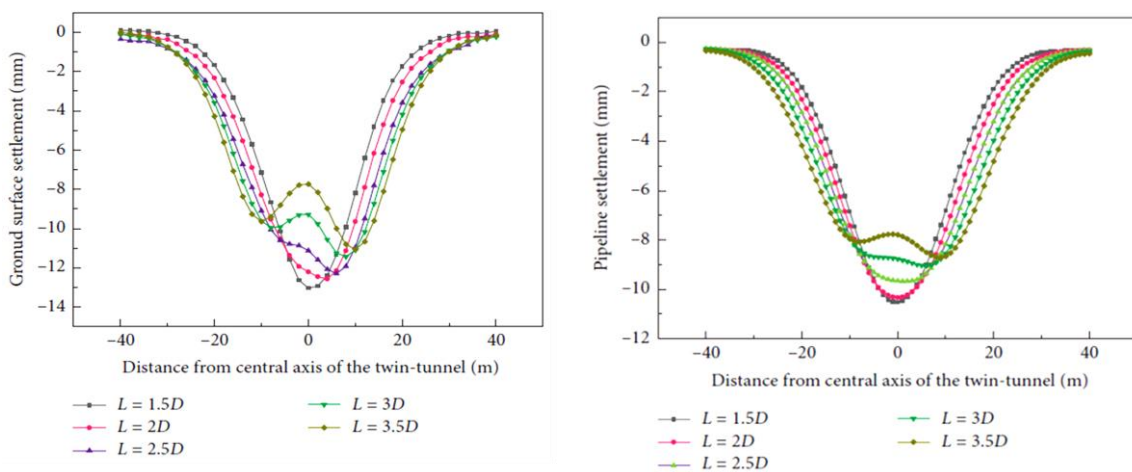 0
−2
−4
−6
−8
−10
−12
−14
Gronud surface settlement (mm)
−40 −20 0 20 40
Distance from central axis of the twin-tunnel (m)
L = 1.5D L = 3D
L = 2D L = 3.5D
L = 2.5D
0
−2
−4
−6
−8
−10
−12
Pipeline settlement (mm)
−40 −20 0 20 40
Distance from central axis of the twin-tunnel (m)
L = 1.5D L = 3D
L = 2D L = 3.5D
L = 2.5D